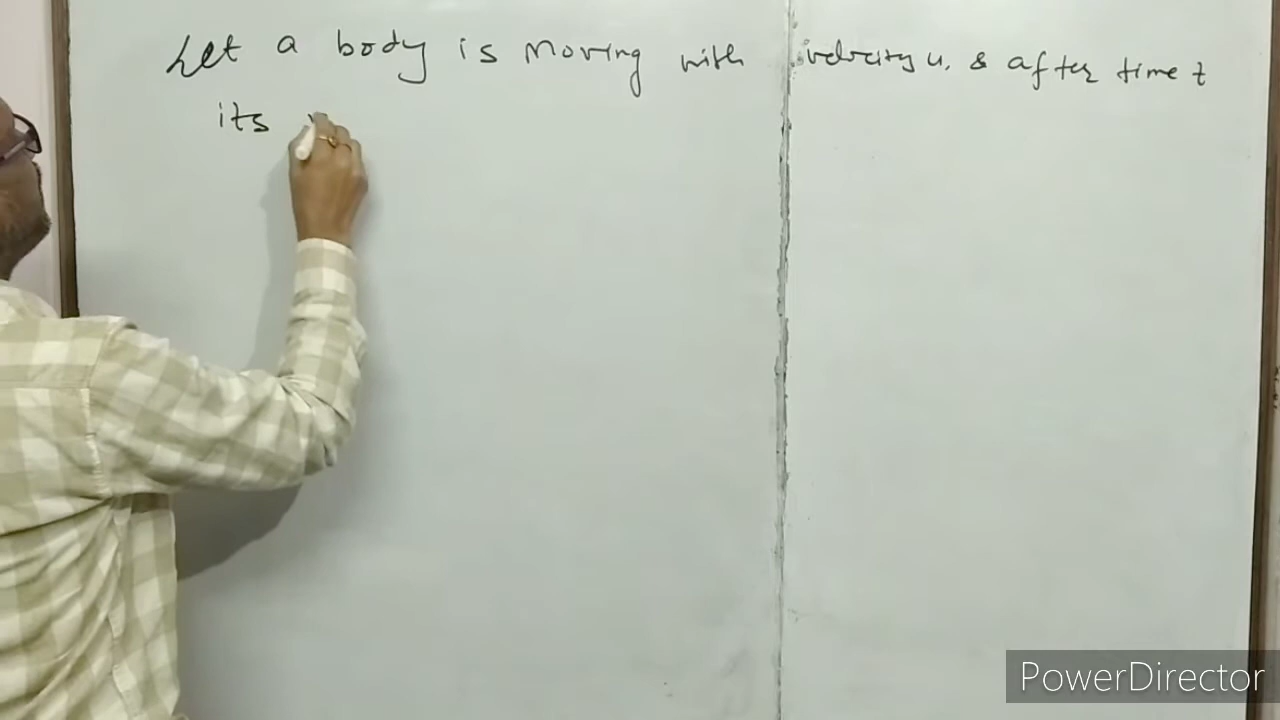 Let a body is moving with velocity u, & after time t
its
PowerDirector